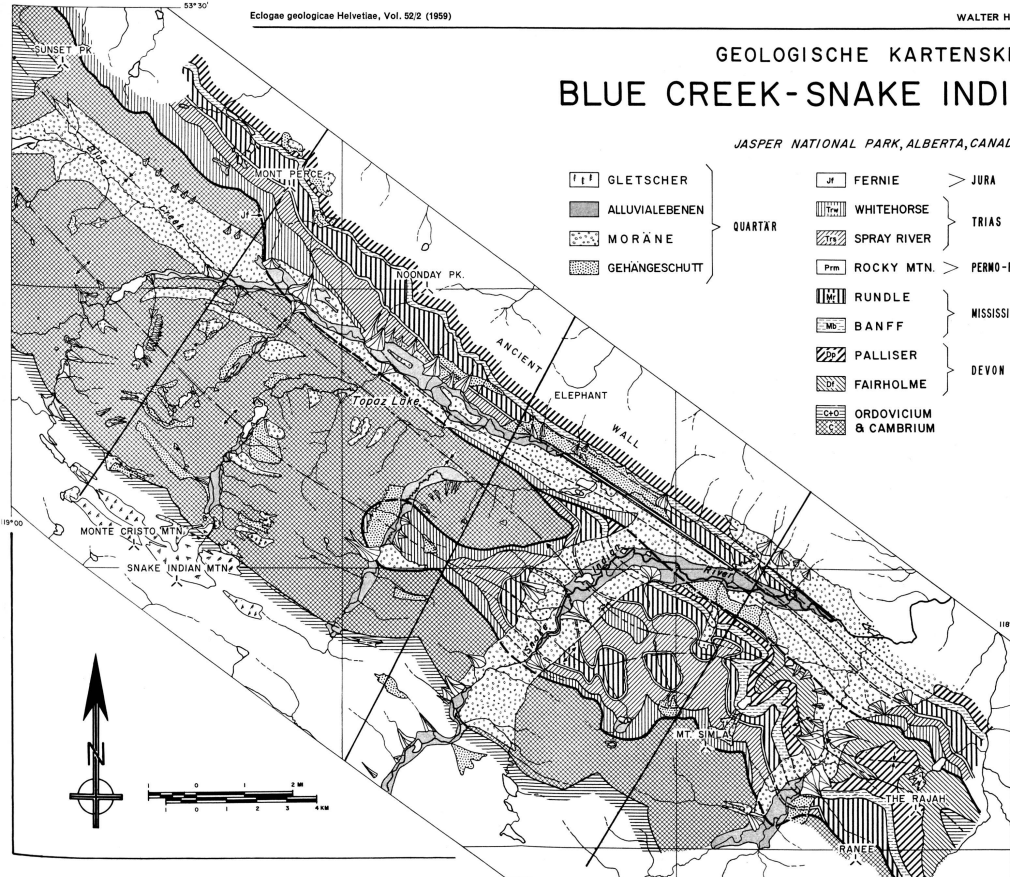 53°30'
Eclogae geologicae Helvetiae, Vol. 52/2 (1959)
WALTER H
GEOLOGISCHE KARTENSKI
BLUE CREEK-SNAKE INDI
JASPER NATIONAL PARK, ALBERTA, CANAD
GLETSCHER
ALLUVIALEBENEN
MORÄNE
GEHÄNGESCHUTT
QUARTÄR
Jf FERNIE JURA
Trw WHITEHORSE
Trs SPRAY RIVER
TRIAS
Prm ROCKY MTN. PERMO-
Mr RUNDLE
Mb BANFF
MISSISSI
Dp PALLISER
Df FAIRHOLME
DEVON
C+O ORDOVICIUM
C & CAMBRIUM
SUNSET PK.
Blue Creek
MONT PERCE
Jf
NOONDAY PK.
ANCIENT
ELEPHANT
WALL
Topaz Lake
119°00
MONTE CRISTO MTN.
SNAKE INDIAN MTN.
Snake Indian River
118
MT. SIMLA
THE RAJAH
RANEE
N
1 0 1 2 MI
1 0 1 2 3 4 KM